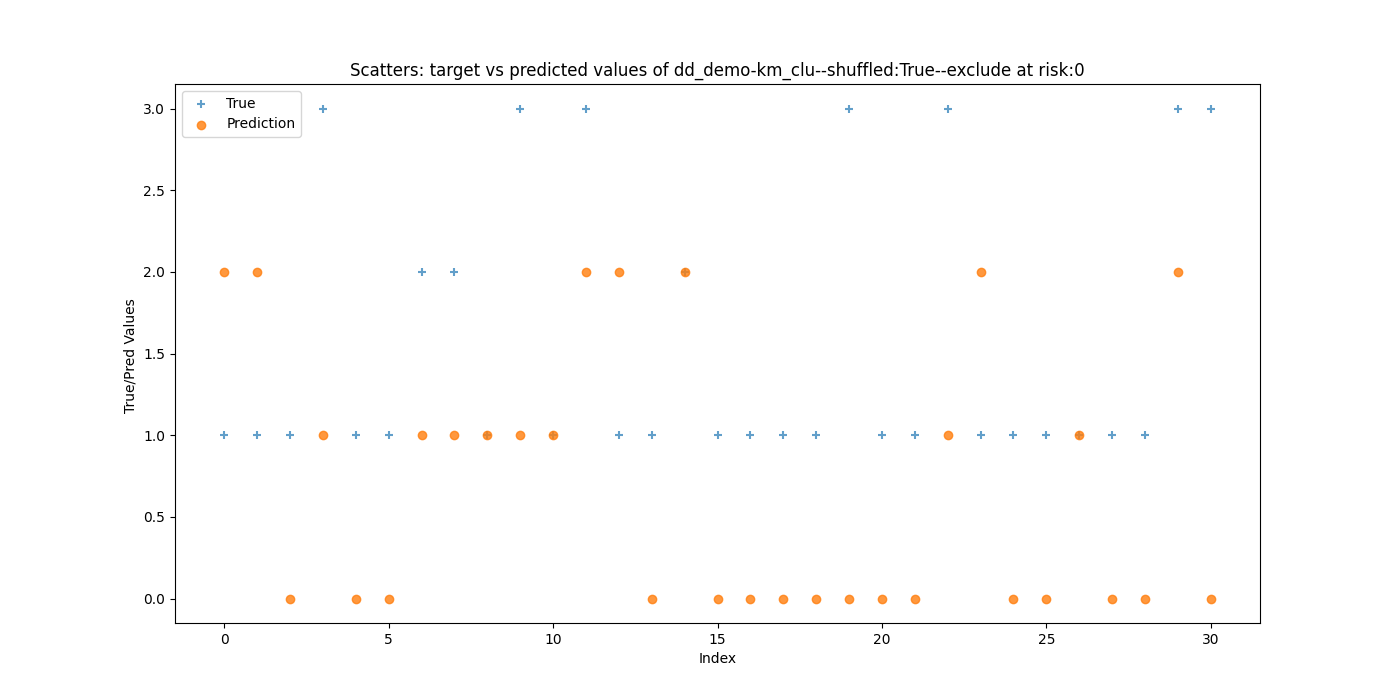 Scatters: target vs predicted values of dd_demo-km_clu--shuffled:True--exclude at risk:0
True
Prediction
3.0
2.5
2.0
1.5
1.0
0.5
0.0
True/Pred Values
0
5
10
15
20
25
30
Index